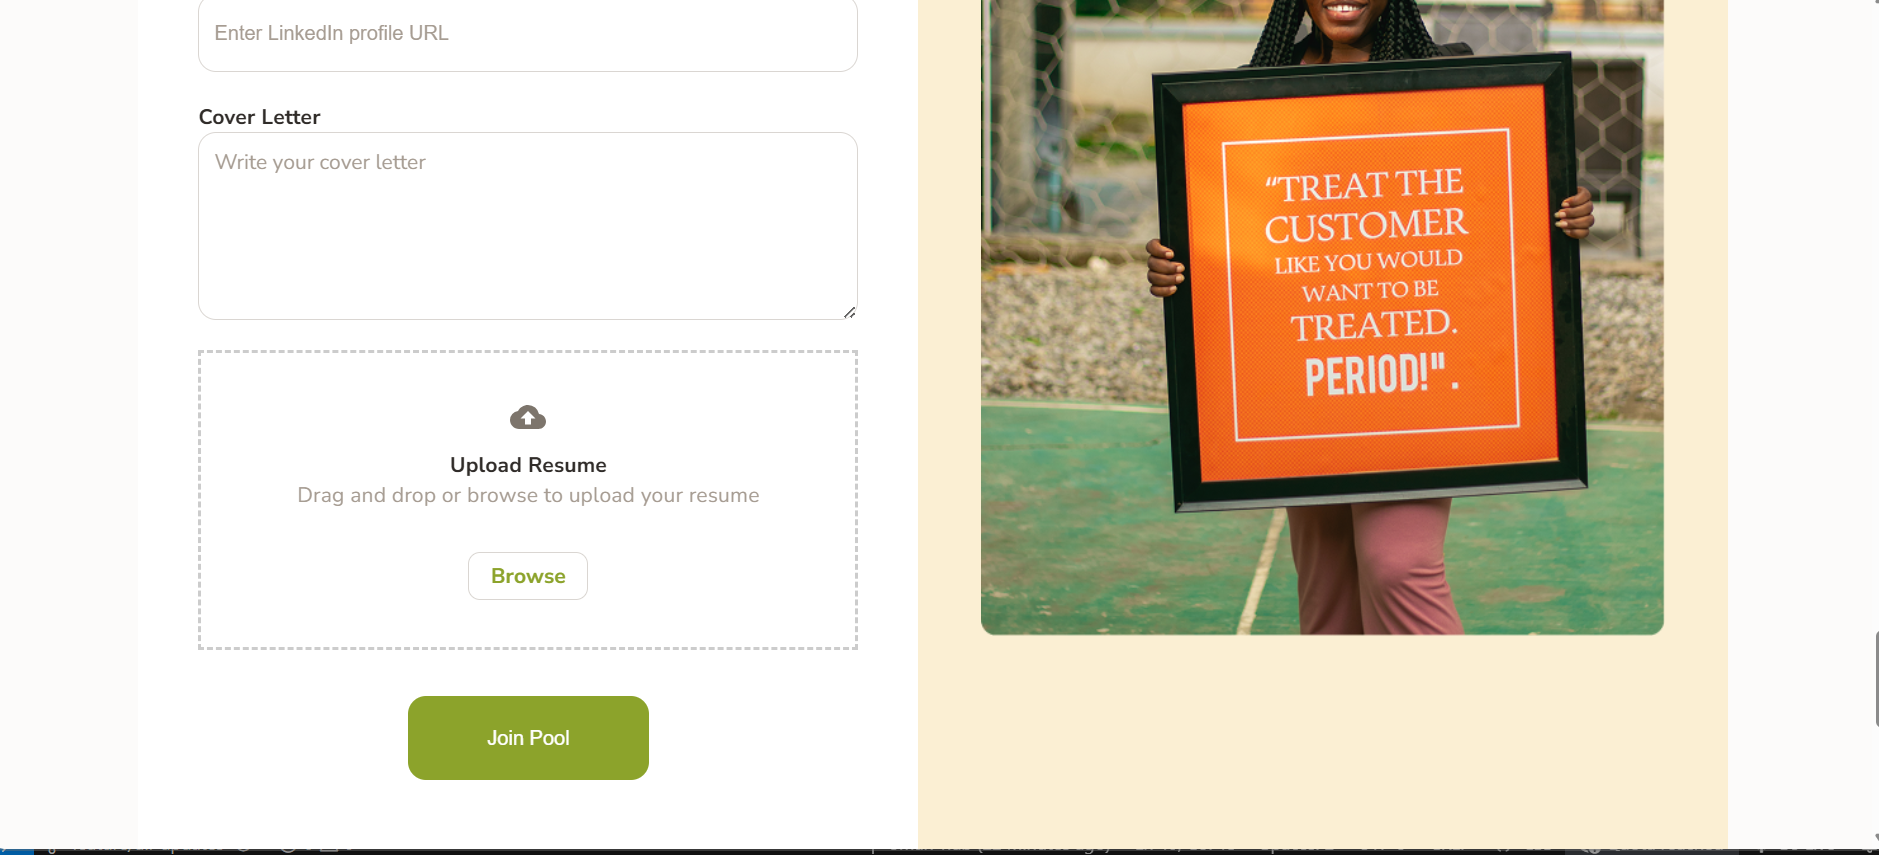 Enter LinkedIn profile URL
Cover Letter
Write your cover letter
Upload Resume
Drag and drop or browse to upload your resume
Browse
Join Pool
“TREAT THE
CUSTOMER
LIKE YOU WOULD
WANT TO BE
TREATED.
PERIOD!" .